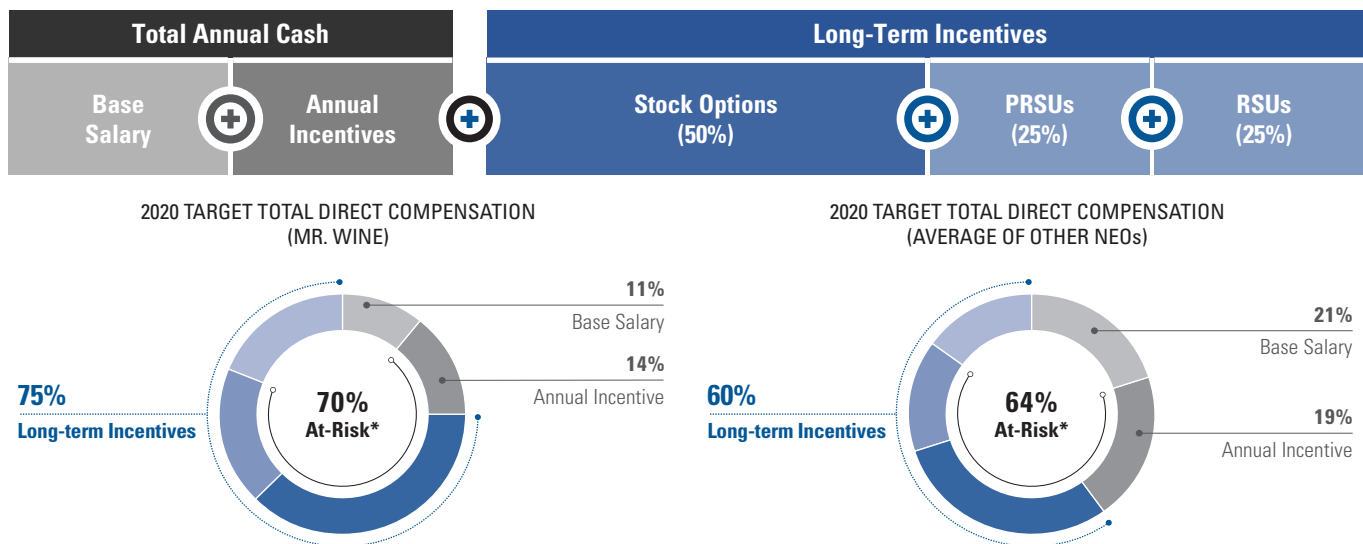 Total Annual Cash
Long-Term Incentives
Base
Salary
Annual
Incentives
Stock Options
(50%)
PRSUs
(25%)
RSUs
(25%)
2020 TARGET TOTAL DIRECT COMPENSATION
(MR. WINE)
11%
Base Salary
14%
Annual Incentive
75%
Long-term Incentives
70%
At-Risk*
2020 TARGET TOTAL DIRECT COMPENSATION
(AVERAGE OF OTHER NEOs)
21%
Base Salary
19%
Annual Incentive
60%
Long-term Incentives
64%
At-Risk*